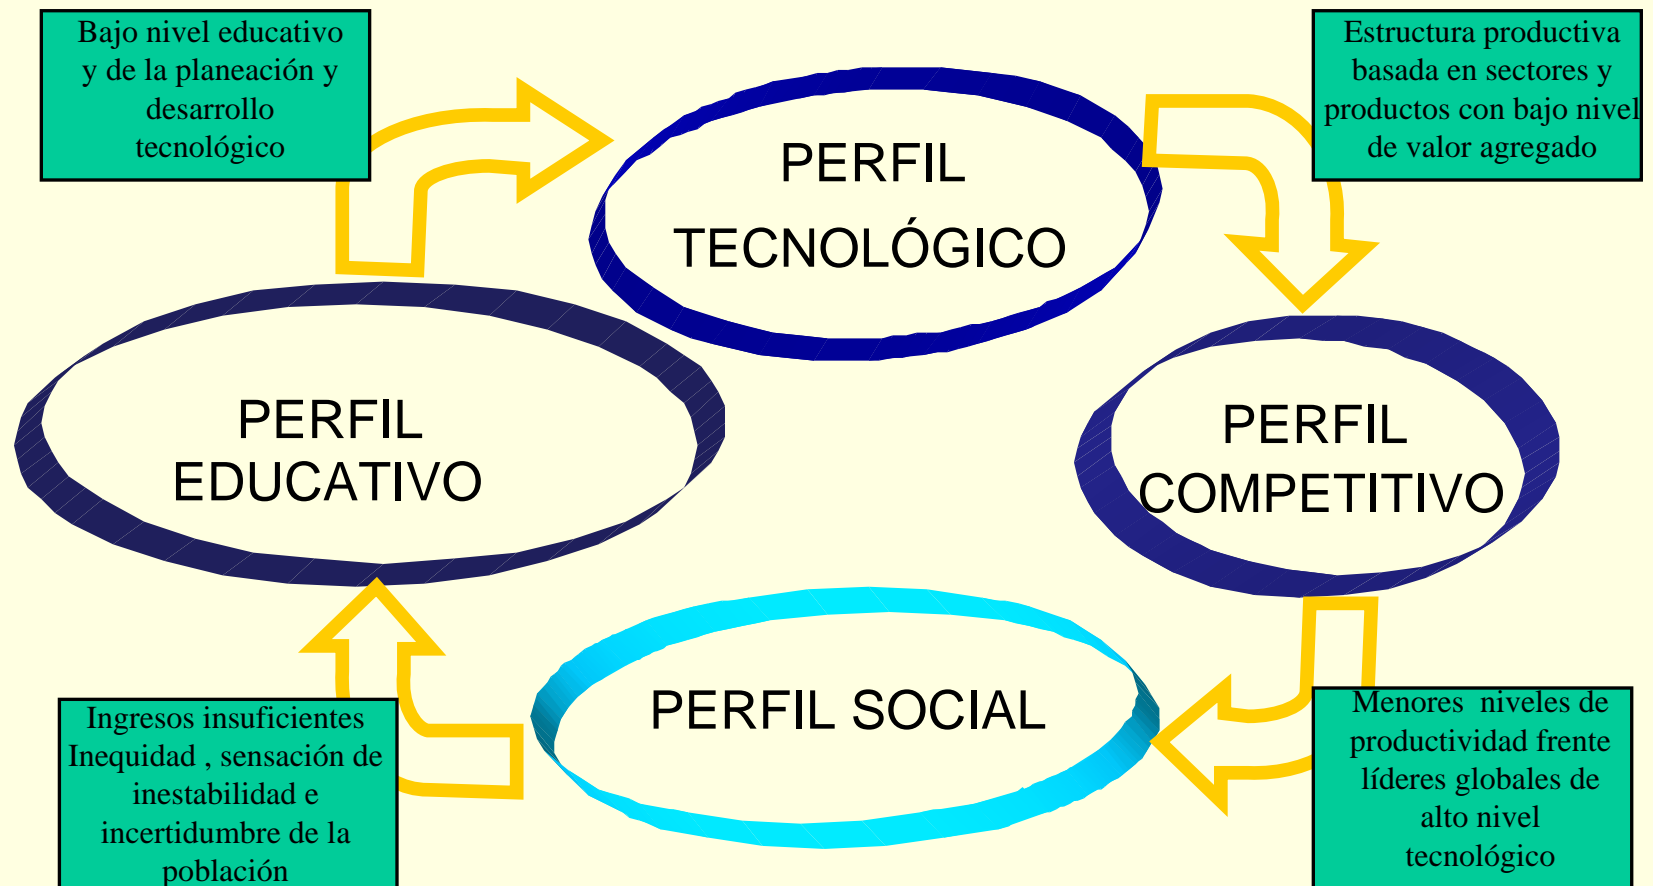 Bajo nivel educativo
y de la planeación y
desarrollo
tecnológico
PERFIL
TECNOLÓGICO
Estructura productiva
basada en sectores y
productos con bajo nivel
de valor agregado
PERFIL
EDUCATIVO
PERFIL
COMPETITIVO
PERFIL SOCIAL
Ingresos insuficientes
Inequidad , sensación de
inestabilidad e
incertidumbre de la
población
Menores niveles de
productividad frente
líderes globales de
alto nivel
tecnológico